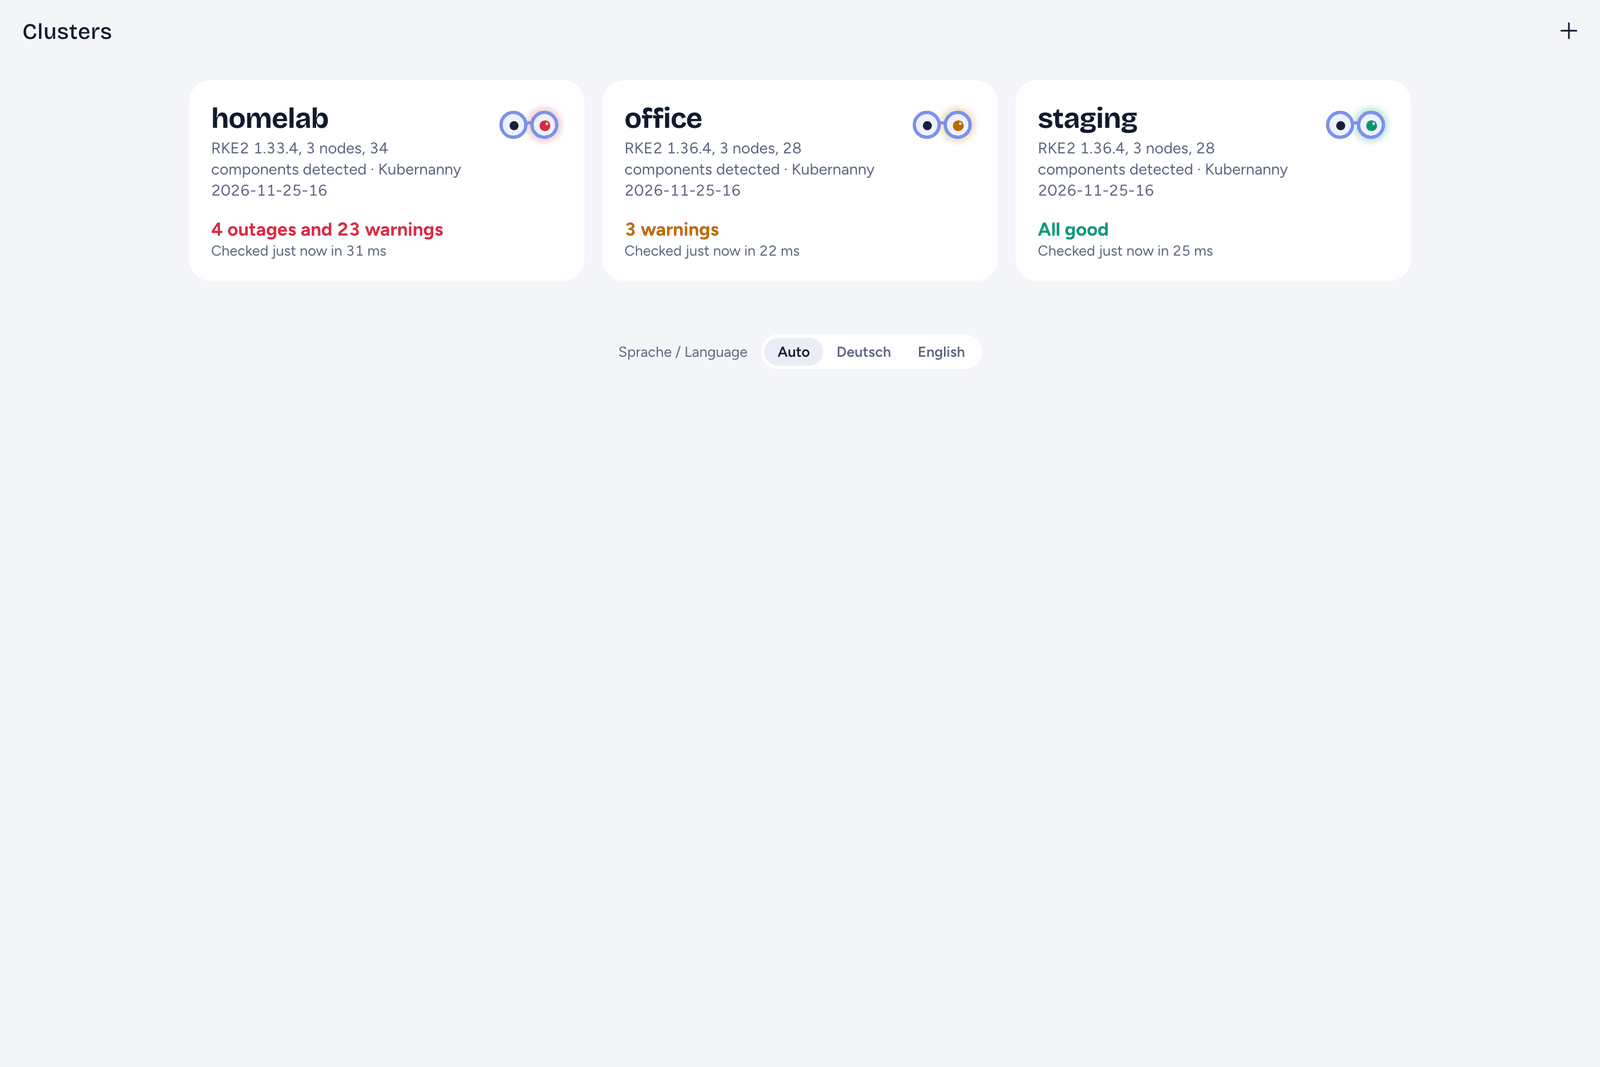 Clusters
homelab
RKE2 1.33.4, 3 nodes, 34
components detected · Kubernanny
2026-11-25-16
4 outages and 23 warnings
Checked just now in 31 ms
office
RKE2 1.36.4, 3 nodes, 28
components detected · Kubernanny
2026-11-25-16
3 warnings
Checked just now in 22 ms
staging
RKE2 1.36.4, 3 nodes, 28
components detected · Kubernanny
2026-11-25-16
All good
Checked just now in 25 ms
Sprache / Language Auto Deutsch English